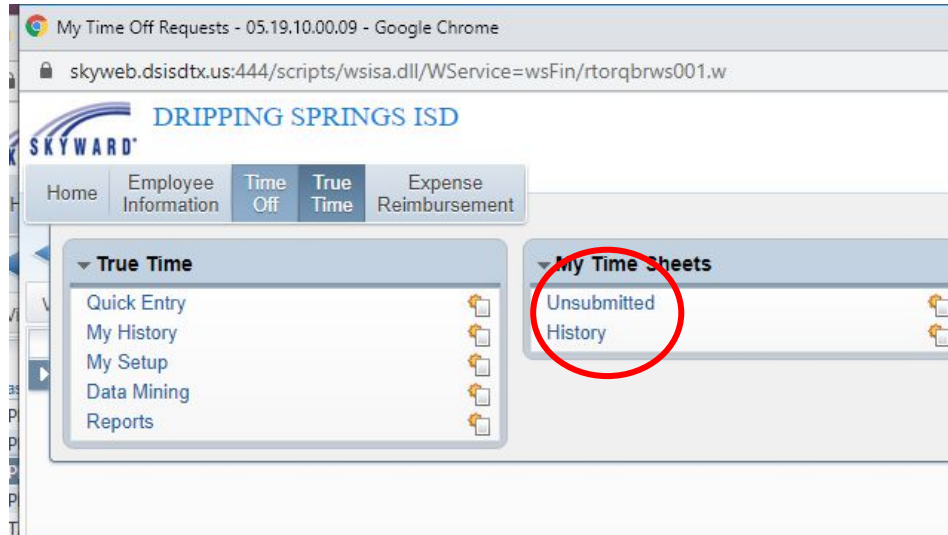 My Time Off Requests - 05.19.10.00.09 - Google Chrome
skyweb.dsisdtx.us:444/scripts/wsisa.dll/WService=wsFin/rtorqbrws001.w
DRIPPING SPRINGS ISD
SKYWARD
Home Employee Information Time Off True Time Expense Reimbursement
True Time
Quick Entry
My History
My Setup
Data Mining
Reports
My Time Sheets
Unsubmitted
History